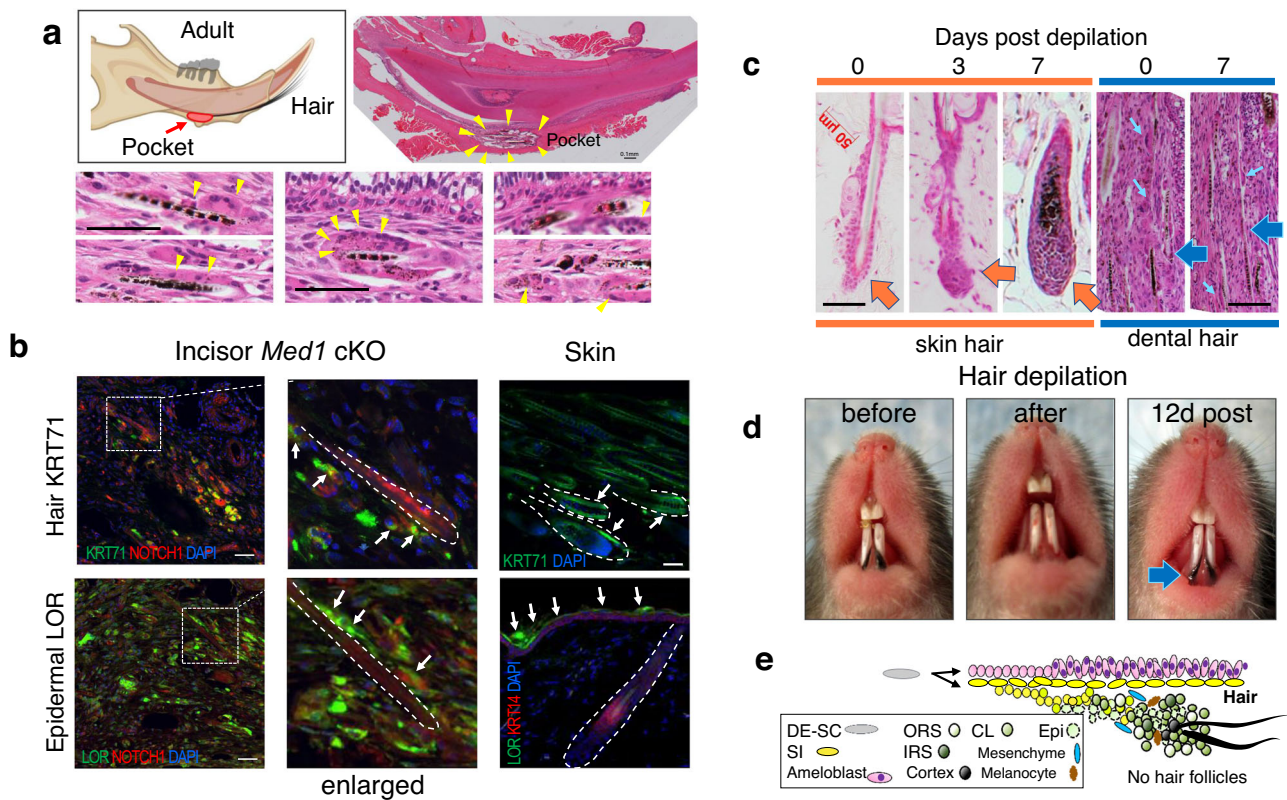 a
Adult
Hair
Pocket
Pocket
0.1mm
b
Incisor Med1 cKO
Skin
Hair KRT71
KRT71 NOTCH1 DAPI
KRT71 DAPI
Epidermal LOR
LOR NOTCH1 DAPI
LOR KRT14 DAPI
enlarged
c
Days post depilation
0
3
7
0
7
50 µm
skin hair
dental hair
Hair depilation
d
before
after
12d post
e
Hair
DE-SC
ORS
CL
Epi
SI
IRS
Mesenchyme
Ameloblast
Cortex
Melanocyte
No hair follicles